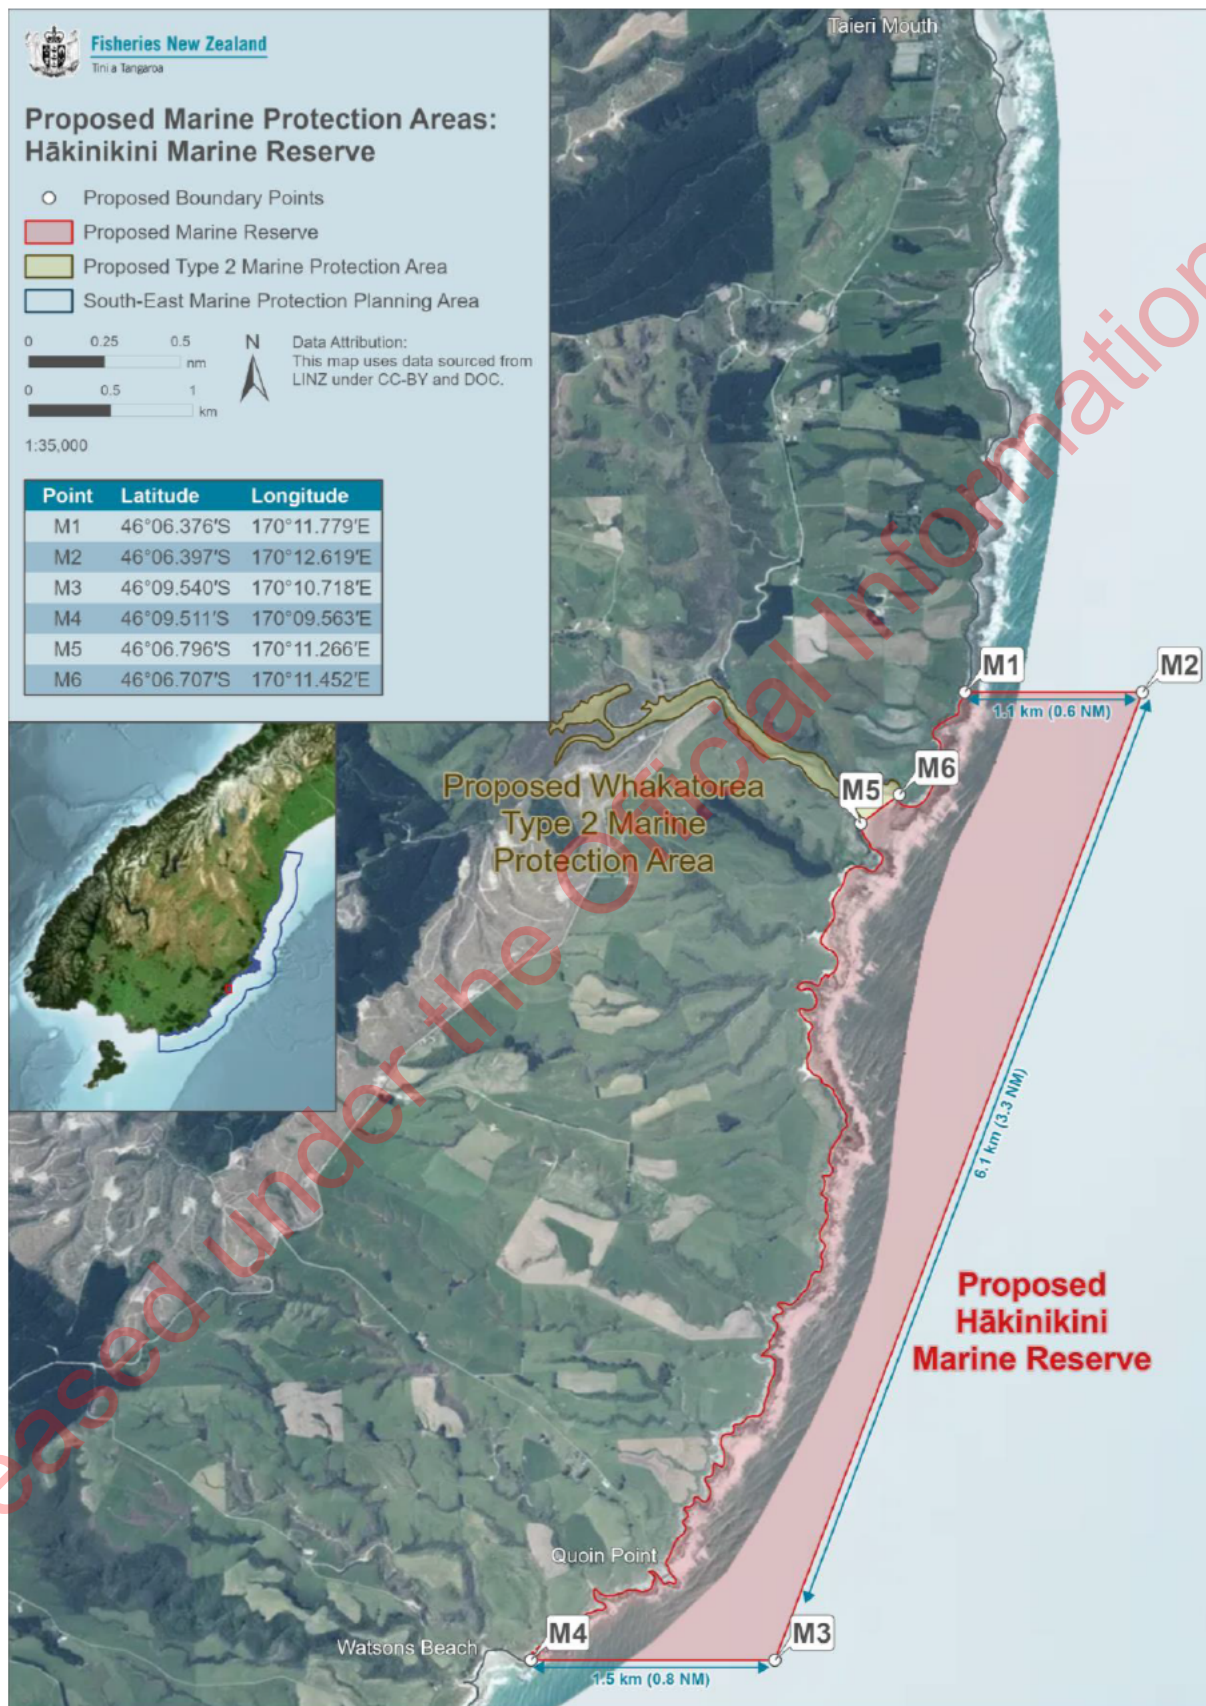 Fisheries New Zealand
Tini a Tangaroa
Proposed Marine Protection Areas:
Hākinikini Marine Reserve
Proposed Boundary Points
Proposed Marine Reserve
Proposed Type 2 Marine Protection Area
South-East Marine Protection Planning Area
0 0.25 0.5
nm
0 0.5 1
km
N
Data Attribution:
This map uses data sourced from
LINZ under CC-BY and DOC.
1:35,000
Point Latitude Longitude
M1 46°06.376'S 170°11.779'E
M2 46°06.397'S 170°12.619'E
M3 46°09.540'S 170°10.718'E
M4 46°09.511'S 170°09.563'E
M5 46°06.796'S 170°11.266'E
M6 46°06.707'S 170°11.452'E
Taieri Mouth
M1
M2
1.1 km (0.6 NM)
M6
M5
Proposed Whakatorea
Type 2 Marine
Protection Area
6.1 km (3.3 NM)
Proposed
Hākinikini
Marine Reserve
Quoin Point
Watsons Beach
M4
M3
1.5 km (0.8 NM)
eased under the Official Information